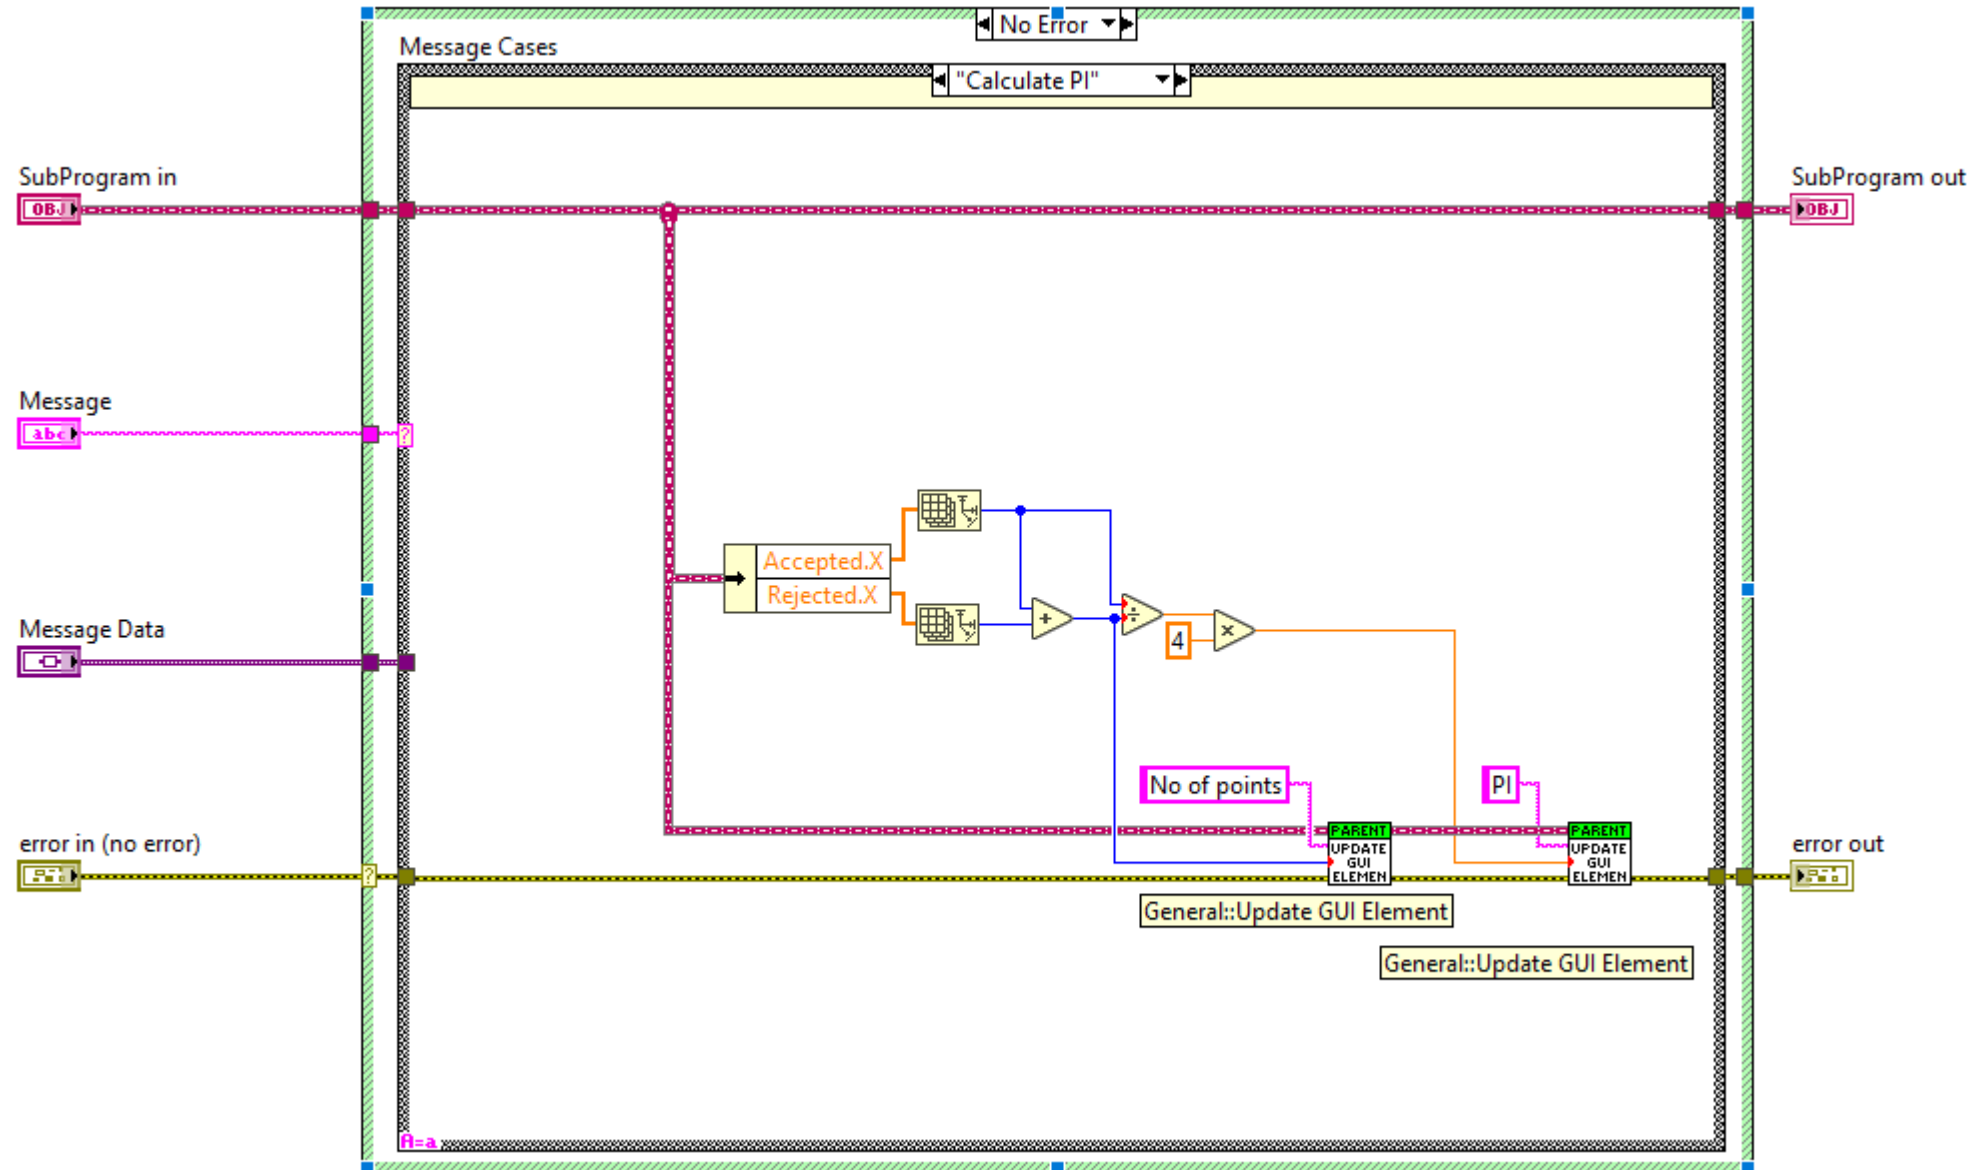 No Error
Message Cases
"Calculate PI"
SubProgram in
SubProgram out
OBJ
OBJ
Message
abc
?
Accepted.X
Rejected.X
+
÷
4
x
Message Data
No of points
PI
PARENT
UPDATE
GUI
ELEMEN
PARENT
UPDATE
GUI
ELEMEN
error in (no error)
error out
?
General::Update GUI Element
General::Update GUI Element
A=a